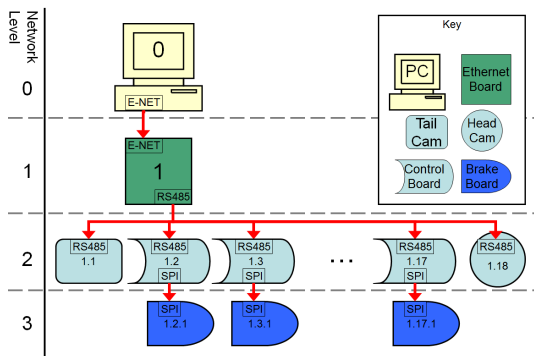 Network
Level
0
1
2
3
0
E-NET
E-NET
1
RS485
RS485
1.1
RS485
1.2
SPI
RS485
1.3
SPI
...
RS485
1.17
SPI
RS485
1.18
SPI
1.2.1
SPI
1.3.1
SPI
1.17.1
Key
PC
Ethernet
Board
Tail
Cam
Head
Cam
Control
Board
Brake
Board